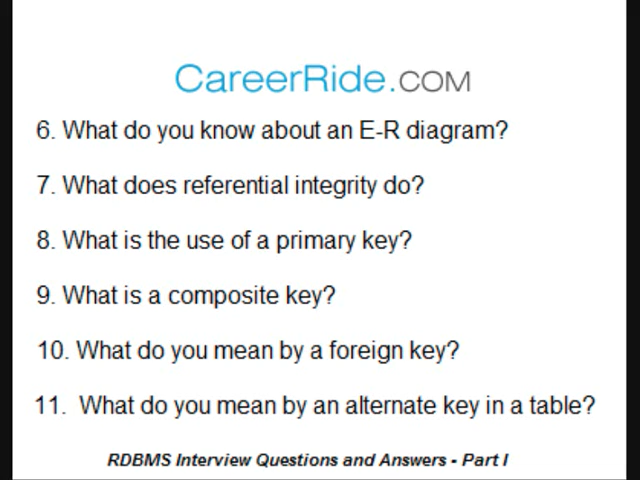 CareerRide.COM
6. What do you know about an E-R diagram?
7. What does referential integrity do?
8. What is the use of a primary key?
9. What is a composite key?
10. What do you mean by a foreign key?
11. What do you mean by an alternate key in a table?
RDBMS Interview Questions and Answers - Part I